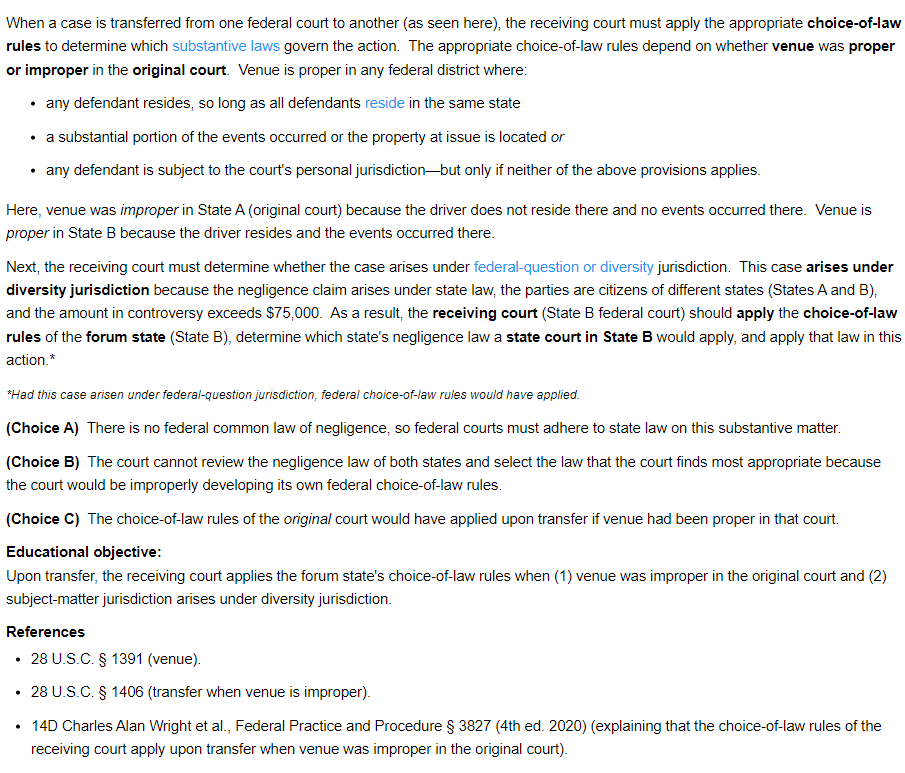 When a case is transferred from one federal court to another (as seen here), the receiving court must apply the appropriate choice-of-law
rules to determine which substantive laws govern the action.  The appropriate choice-of-law rules depend on whether venue was proper
or improper in the original court.  Venue is proper in any federal district where:
• any defendant resides, so long as all defendants reside in the same state
• a substantial portion of the events occurred or the property at issue is located or
• any defendant is subject to the court's personal jurisdiction—but only if neither of the above provisions applies.
Here, venue was improper in State A (original court) because the driver does not reside there and no events occurred there.  Venue is
proper in State B because the driver resides and the events occurred there.
Next, the receiving court must determine whether the case arises under federal-question or diversity jurisdiction.  This case arises under
diversity jurisdiction because the negligence claim arises under state law, the parties are citizens of different states (States A and B),
and the amount in controversy exceeds $75,000.  As a result, the receiving court (State B federal court) should apply the choice-of-law
rules of the forum state (State B), determine which state's negligence law a state court in State B would apply, and apply that law in this
action.*
*Had this case arisen under federal-question jurisdiction, federal choice-of-law rules would have applied.
(Choice A)  There is no federal common law of negligence, so federal courts must adhere to state law on this substantive matter.
(Choice B)  The court cannot review the negligence law of both states and select the law that the court finds most appropriate because
the court would be improperly developing its own federal choice-of-law rules.
(Choice C)  The choice-of-law rules of the original court would have applied upon transfer if venue had been proper in that court.
Educational objective:
Upon transfer, the receiving court applies the forum state's choice-of-law rules when (1) venue was improper in the original court and (2)
subject-matter jurisdiction arises under diversity jurisdiction.
References
• 28 U.S.C. § 1391 (venue).
• 28 U.S.C. § 1406 (transfer when venue is improper).
• 14D Charles Alan Wright et al., Federal Practice and Procedure § 3827 (4th ed. 2020) (explaining that the choice-of-law rules of the
receiving court apply upon transfer when venue was improper in the original court).